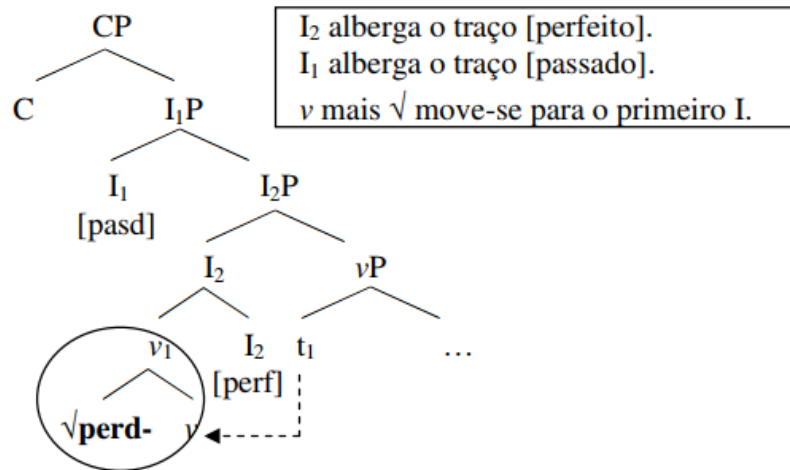 CP
I₂ alberga o traço [perfeito].
I₁ alberga o traço [passado].
v mais √ move-se para o primeiro I.
C I₁P
I₁ I₂P
[pasd]
I₂ vP
v₁ I₂ t₁ …
[perf]
√perd- v